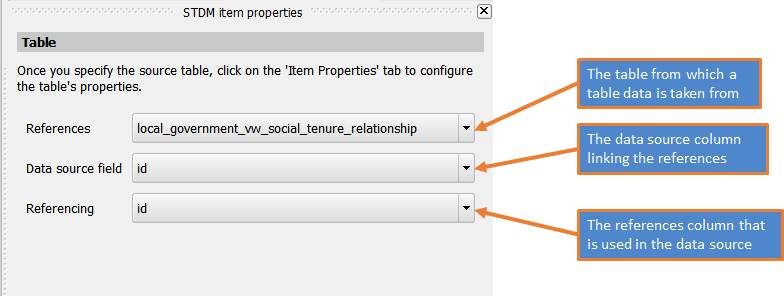 STDM item properties
Table
Once you specify the source table, click on the 'Item Properties' tab to configure
the table's properties.
References
local_government_vw_social_tenure_relationship
Data source field
id
Referencing
id
The table from which a
table data is taken from
The data source column
linking the references
The references column that
is used in the data source